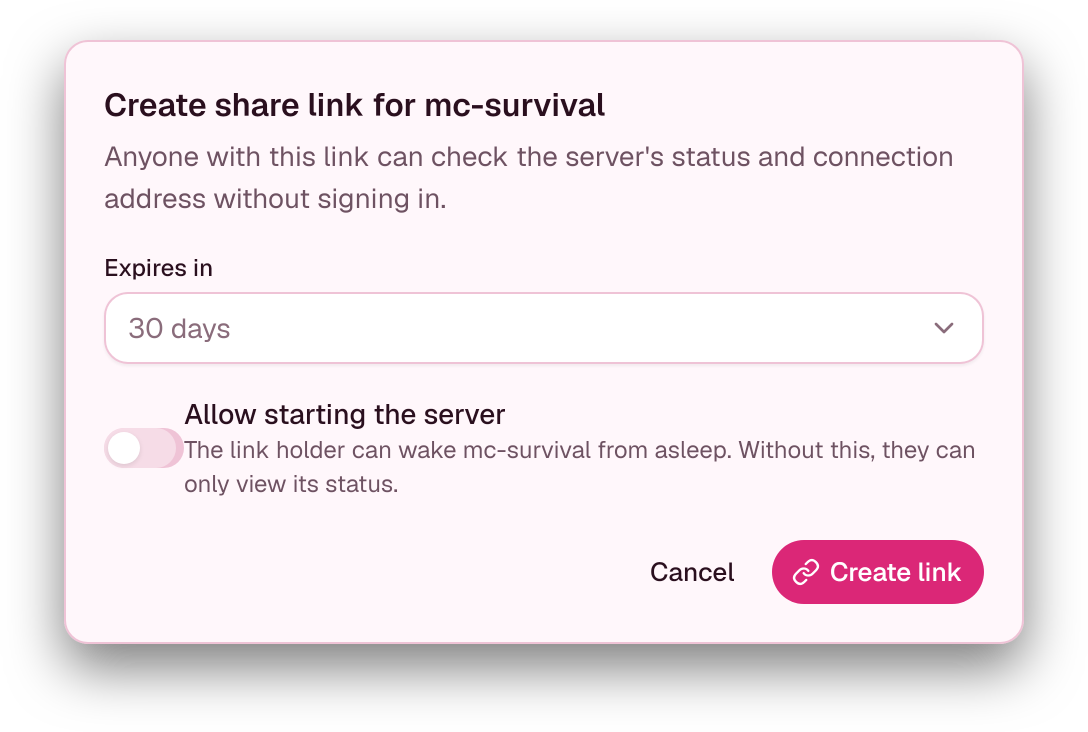 Create share link for mc-survival
Anyone with this link can check the server's status and connection
address without signing in.
Expires in
30 days
Allow starting the server
The link holder can wake mc-survival from asleep. Without this, they can
only view its status.
Cancel
Create link